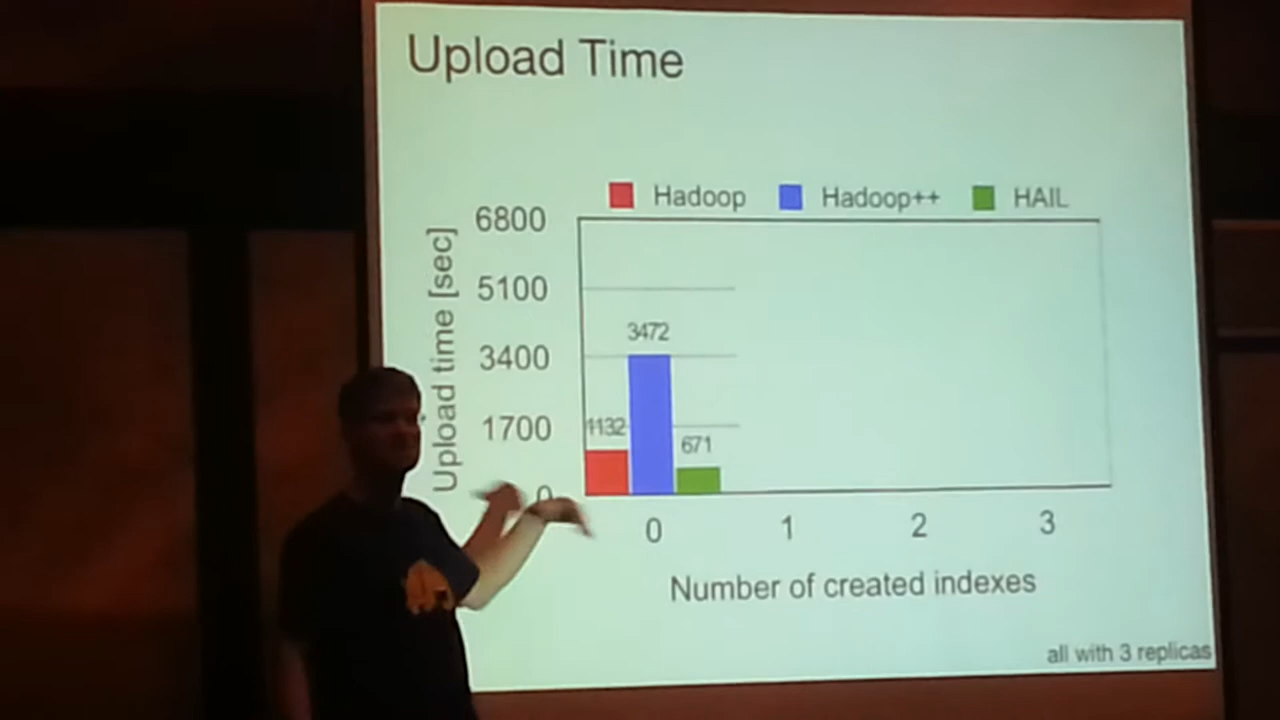 Upload Time
Hadoop Hadoop++ HAIL
Upload time [sec]
6800
5100
3400
1700
0
3472
1132
671
0 1 2 3
Number of created indexes
all with 3 replicas